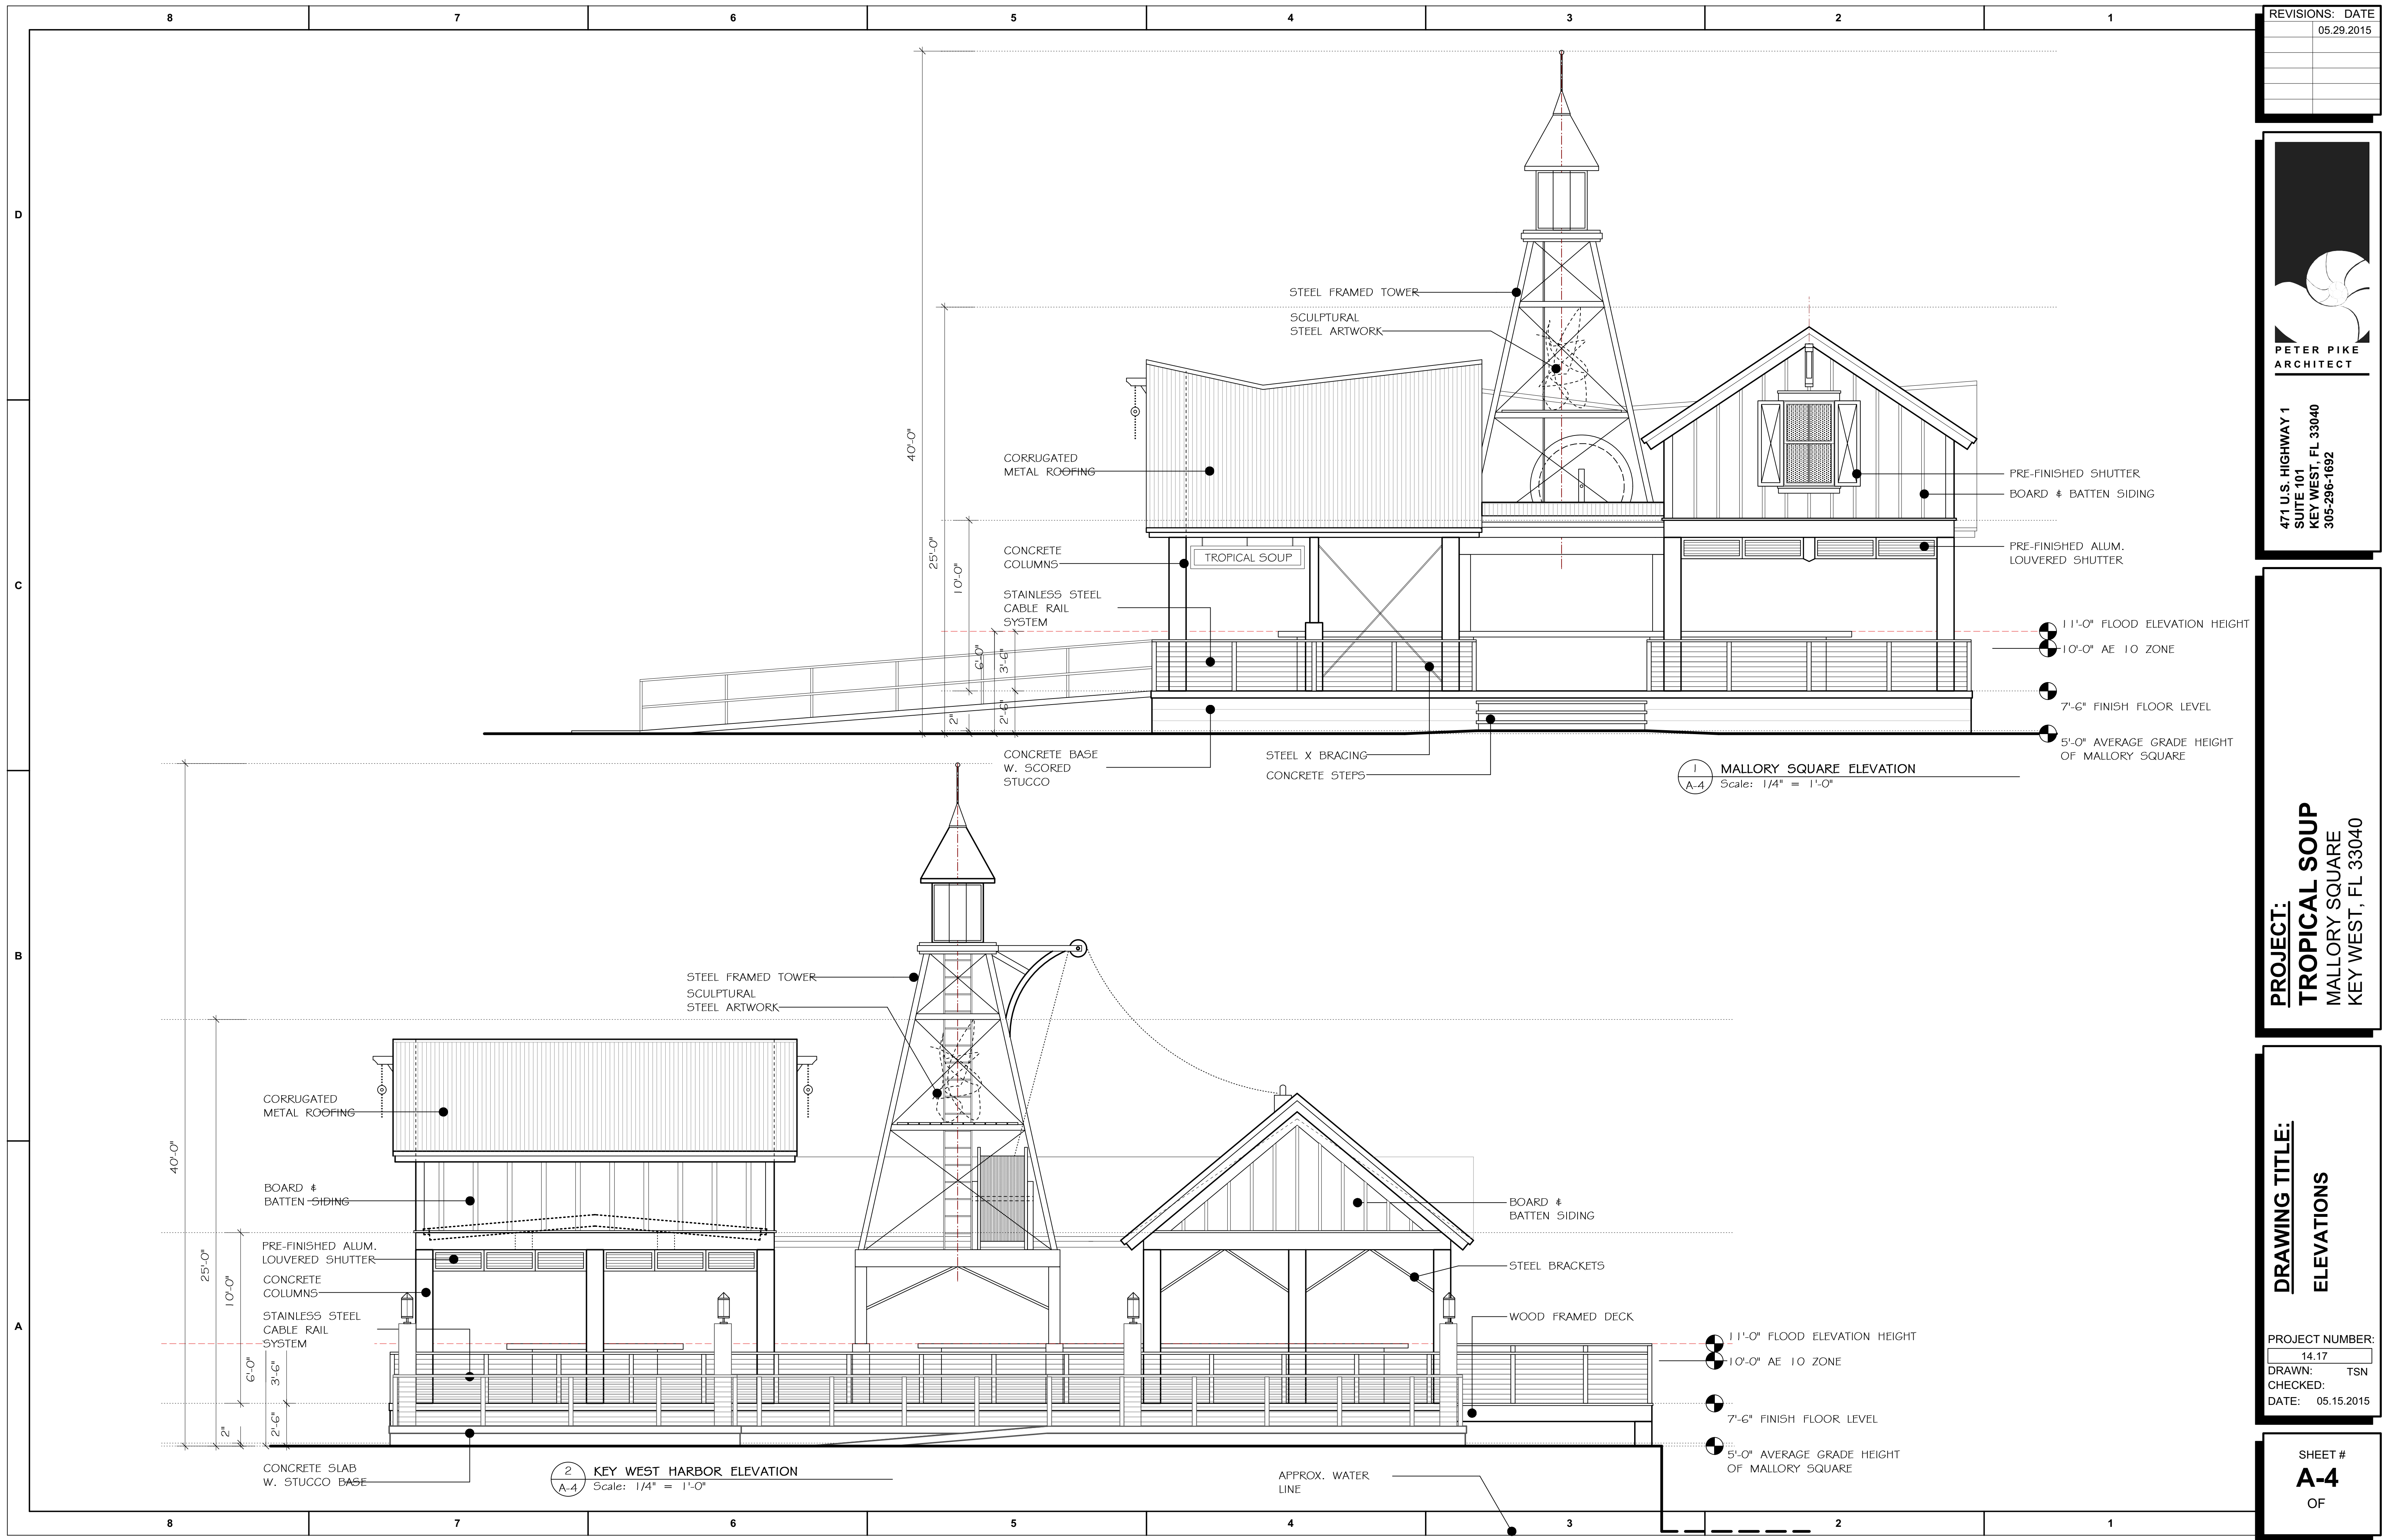 8 7 6 5 4 3 2 1
D
C
B
A
40'-0"
25'-0"
10'-0"
6'-0"
3'-6"
2'-6"
2"
STEEL FRAMED TOWER
SCULPTURAL
STEEL ARTWORK
CORRUGATED
METAL ROOFING
CONCRETE
COLUMNS
TROPICAL SOUP
STAINLESS STEEL
CABLE RAIL
SYSTEM
CONCRETE BASE
W. SCORED
STUCCO
STEEL X BRACING
CONCRETE STEPS
PRE-FINISHED SHUTTER
BOARD & BATTEN SIDING
PRE-FINISHED ALUM.
LOUVERED SHUTTER
11'-0" FLOOD ELEVATION HEIGHT
10'-0" AE 10 ZONE
7'-6" FINISH FLOOR LEVEL
5'-0" AVERAGE GRADE HEIGHT
OF MALLORY SQUARE
1
A-4
MALLORY SQUARE ELEVATION
Scale: 1/4" = 1'-0"
40'-0"
25'-0"
10'-0"
6'-0"
3'-6"
2'-6"
2"
STEEL FRAMED TOWER
SCULPTURAL
STEEL ARTWORK
CORRUGATED
METAL ROOFING
BOARD &
BATTEN SIDING
PRE-FINISHED ALUM.
LOUVERED SHUTTER
CONCRETE
COLUMNS
STAINLESS STEEL
CABLE RAIL
SYSTEM
CONCRETE SLAB
W. STUCCO BASE
BOARD &
BATTEN SIDING
STEEL BRACKETS
WOOD FRAMED DECK
11'-0" FLOOD ELEVATION HEIGHT
10'-0" AE 10 ZONE
7'-6" FINISH FLOOR LEVEL
5'-0" AVERAGE GRADE HEIGHT
OF MALLORY SQUARE
APPROX. WATER
LINE
2
A-4
KEY WEST HARBOR ELEVATION
Scale: 1/4" = 1'-0"
8 7 6 5 4 3 2 1
REVISIONS: DATE
05.29.2015
PETER PIKE
ARCHITECT
471 U.S. HIGHWAY 1
SUITE 101
KEY WEST, FL 33040
305-296-1692
PROJECT:
TROPICAL SOUP
MALLORY SQUARE
KEY WEST, FL 33040
DRAWING TITLE:
ELEVATIONS
PROJECT NUMBER:
14.17
DRAWN: TSN
CHECKED:
DATE: 05.15.2015
SHEET #
A-4
OF